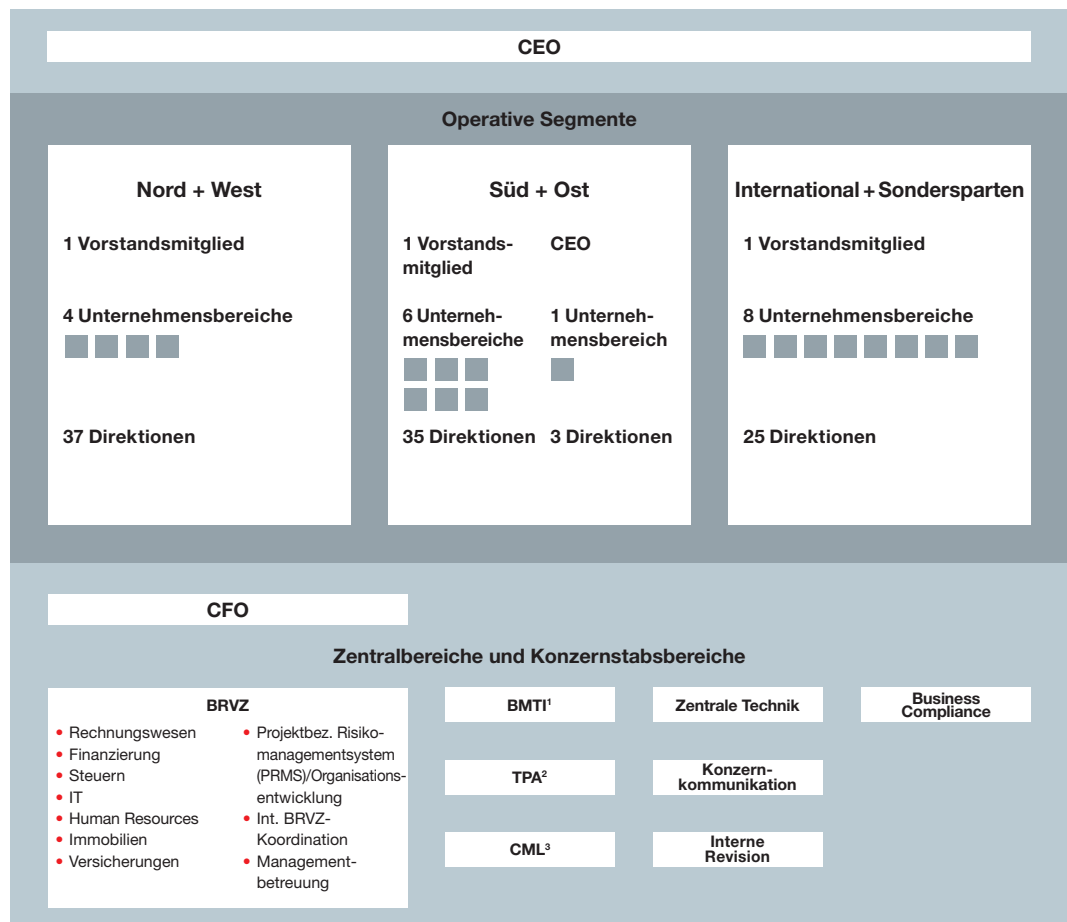 CEO
Operative Segmente
Nord + West
1 Vorstandsmitglied
4 Unternehmensbereiche
37 Direktionen
Süd + Ost
1 Vorstands-
mitglied
6 Unterneh-
mensbereiche
35 Direktionen
CEO
1 Unterneh-
mensbereich
3 Direktionen
International + Sondersparten
1 Vorstandsmitglied
8 Unternehmensbereiche
25 Direktionen
CFO
Zentralbereiche und Konzernstabsbereiche
BRVZ
• Rechnungswesen
• Finanzierung
• Steuern
• IT
• Human Resources
• Immobilien
• Versicherungen
• Projektbez. Risiko-
managementsystem
(PRMS)/Organisations-
entwicklung
• Int. BRVZ-
Koordination
• Management-
betreuung
BMTI¹
TPA²
CML³
Zentrale Technik
Konzern-
kommunikation
Interne
Revision
Business
Compliance